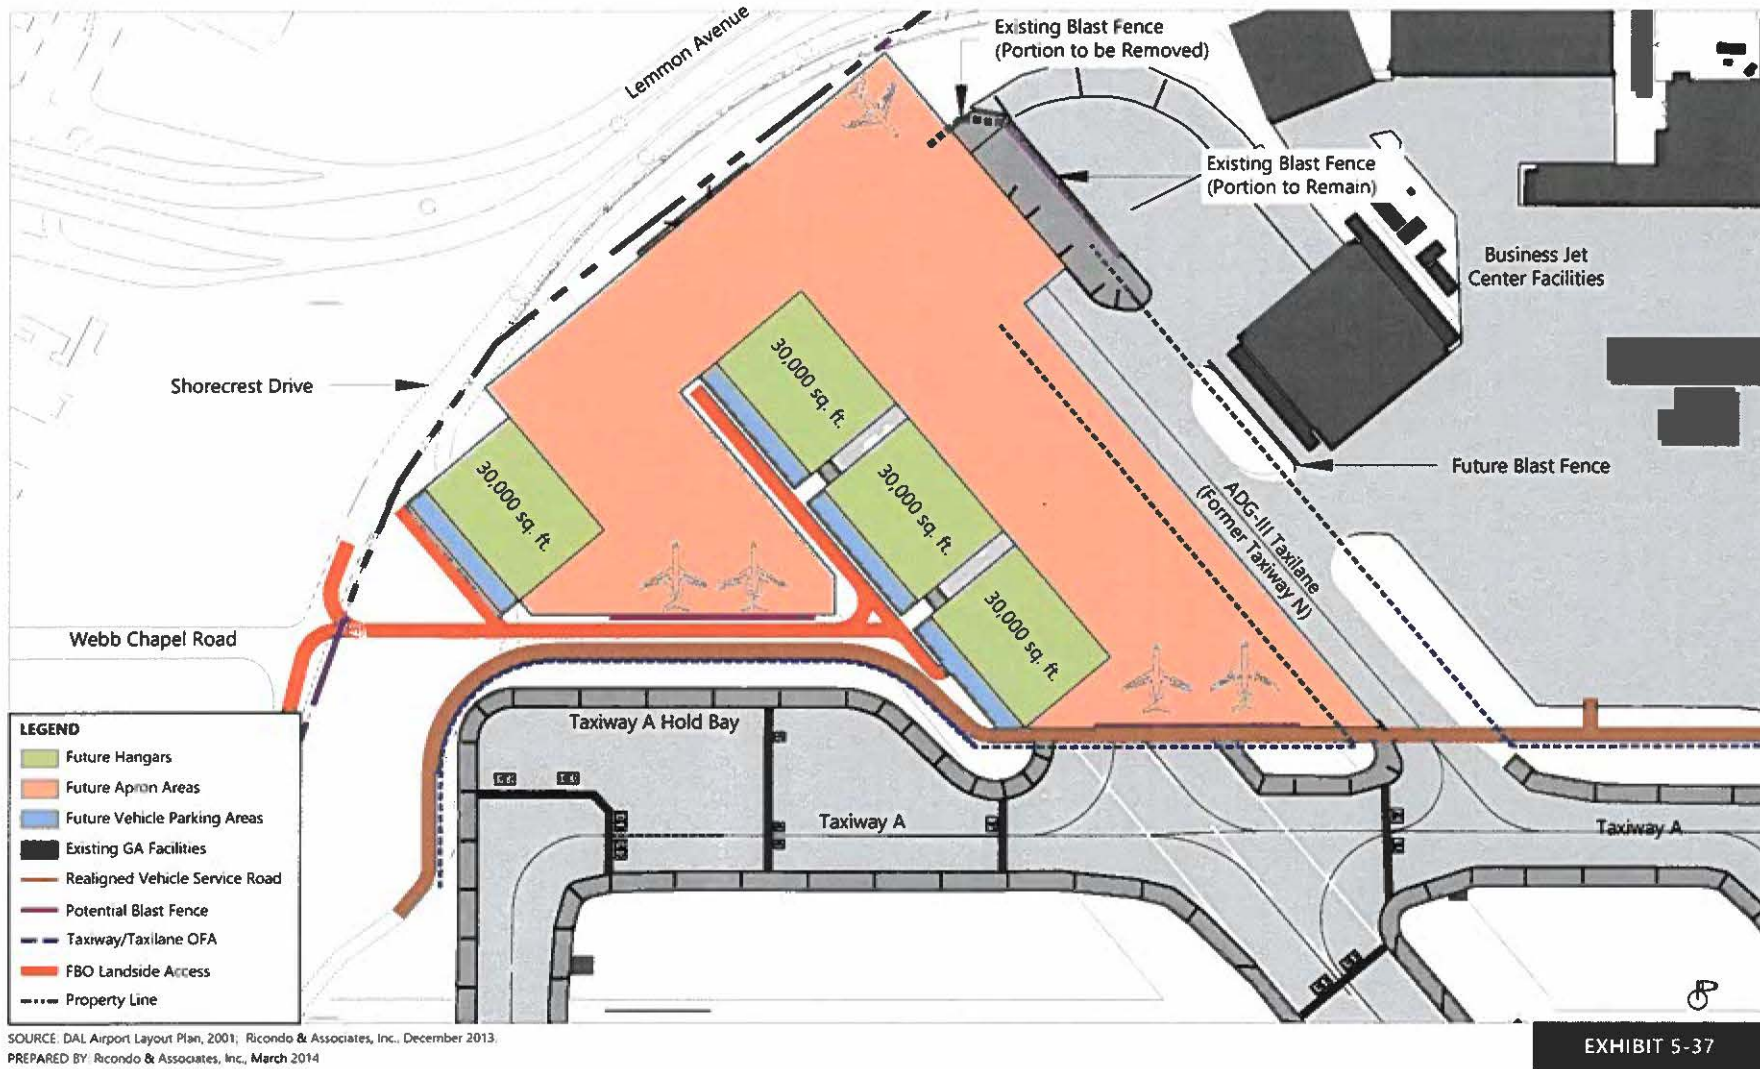 Lemmon Avenue
Existing Blast Fence
(Portion to be Removed)
Existing Blast Fence
(Portion to Remain)
Business Jet
Center Facilities
Shorecrest Drive
30,000 sq. ft.
30,000 sq. ft.
30,000 sq. ft.
30,000 sq. ft.
Future Blast Fence
ADG-III Taxilane
(Former Taxiway N)
Webb Chapel Road
Taxiway A Hold Bay
Taxiway A
Taxiway A
LEGEND
Future Hangars
Future Apron Areas
Future Vehicle Parking Areas
Existing GA Facilities
Realigned Vehicle Service Road
Potential Blast Fence
Taxiway/Taxilane OFA
FBO Landside Access
Property Line
SOURCE: DAL Airport Layout Plan, 2001; Ricondo & Associates, Inc., December 2013.
PREPARED BY: Ricondo & Associates, Inc., March 2014
EXHIBIT 5-37